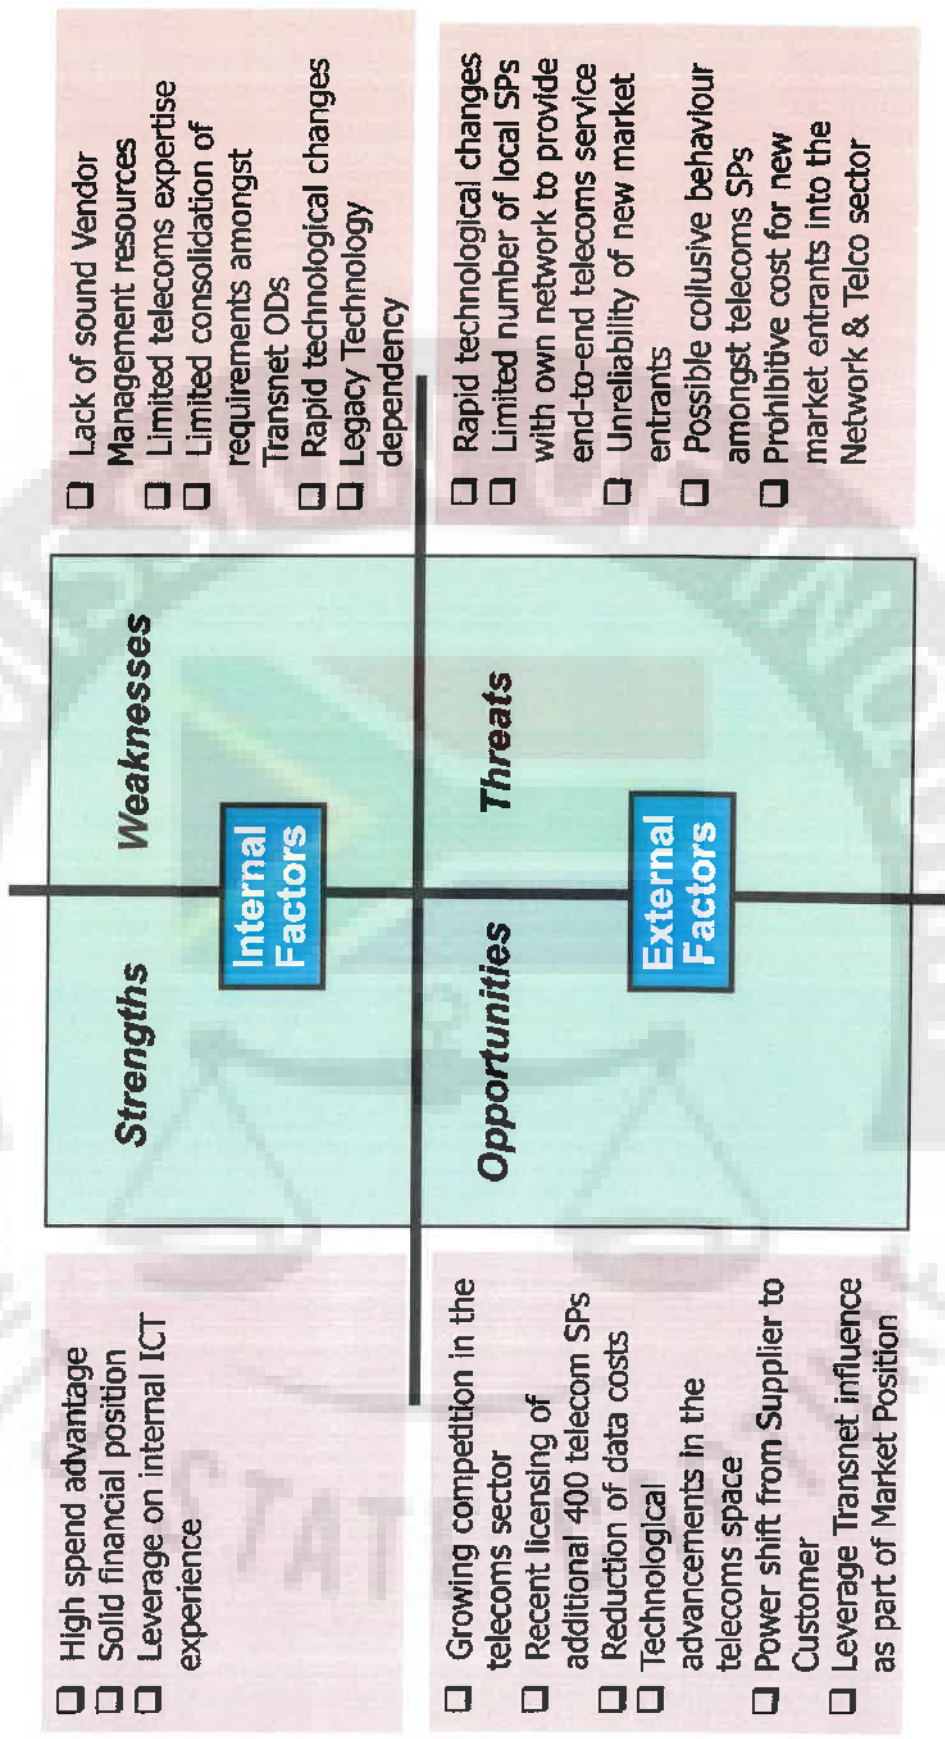 High spend advantage
Solid financial position
Leverage on internal ICT
experience
Strengths
Weaknesses
Internal
Factors
Lack of sound Vendor
Management resources
Limited telecoms expertise
Limited consolidation of
requirements amongst
Transnet ODs
Rapid technological changes
Legacy Technology
dependency
Growing competition in the
telecoms sector
Recent licensing of
additional 400 telecom SPs
Reduction of data costs
Technological
advancements in the
telecoms space
Power shift from Supplier to
Customer
Leverage Transnet influence
as part of Market Position
Opportunities
Threats
External
Factors
Rapid technological changes
Limited number of local SPs
with own network to provide
end-to-end telecoms service
Unreliability of new market
entrants
Possible collusive behaviour
amongst telecoms SPs
Prohibitive cost for new
market entrants into the
Network & Telco sector